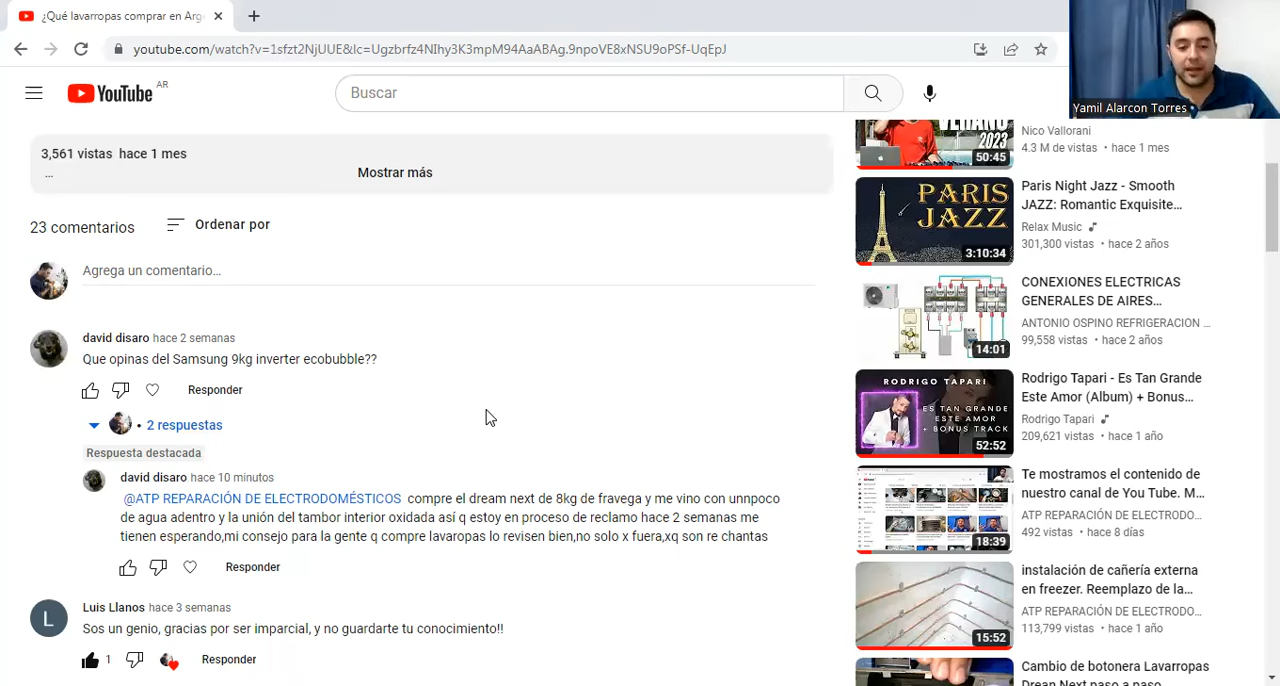 ¿Qué lavarropas comprar en Arge
youtube.com/watch?v=1sfzt2NjUUE&lc=Ugzbrfz4NIhy3K3mpM94AaABAg.9npoVE8xNSU9oPSf-UqEpJ
Yamil Alarcon Torres
YouTube AR
Buscar
3,561 vistas hace 1 mes
...
Mostrar más
23 comentarios
Ordenar por
Agrega un comentario...
david disaro hace 2 semanas
Que opinas del Samsung 9kg inverter ecobubble??
Responder
• 2 respuestas
Respuesta destacada
david disaro hace 10 minutos
@ATP REPARACIÓN DE ELECTRODOMÉSTICOS compre el dream next de 8kg de fravega y me vino con unnpoco
de agua dentro y la unión del tambor interior oxidada así q estoy en proceso de reclamo hace 2 semanas me
tienen esperando,mi consejo para la gente q compre lavaropas lo revisen bien,no solo x fuera , son re chantas
Responder
L
Luis Llanos hace 3 semanas
Sos un genio, gracias por ser imparcial, y no guardarte tu conocimiento!!
1
Responder
VERANO
2023
50:45
Nico Vallorani
4.3 M de vistas • hace 1 mes
PARIS
JAZZ
3:10:34
Paris Night Jazz - Smooth
JAZZ: Romantic Exquisite...
Relax Music
301,300 vistas • hace 2 años
14:01
CONEXIONES ELECTRICAS
GENERALES DE AIRES...
ANTONIO OSPINO REFRIGERACION ...
99,558 vistas • hace 2 años
RODRIGO TAPARI
ES TAN GRANDE
ESTE AMOR
+ BONUS TRACK
52:52
Rodrigo Tapari - Es Tan Grande
Este Amor (Album) + Bonus...
Rodrigo Tapari
209,621 vistas • hace 1 año
18:39
Te mostramos el contenido de
nuestro canal de You Tube. M...
ATP REPARACIÓN DE ELECTRODO...
492 vistas • hace 8 días
15:52
instalación de cañería externa
en freezer. Reemplazo de la...
ATP REPARACIÓN DE ELECTRODO...
113,799 vistas • hace 1 año
Cambio de botonera Lavarropas
Drean Next paso a paso